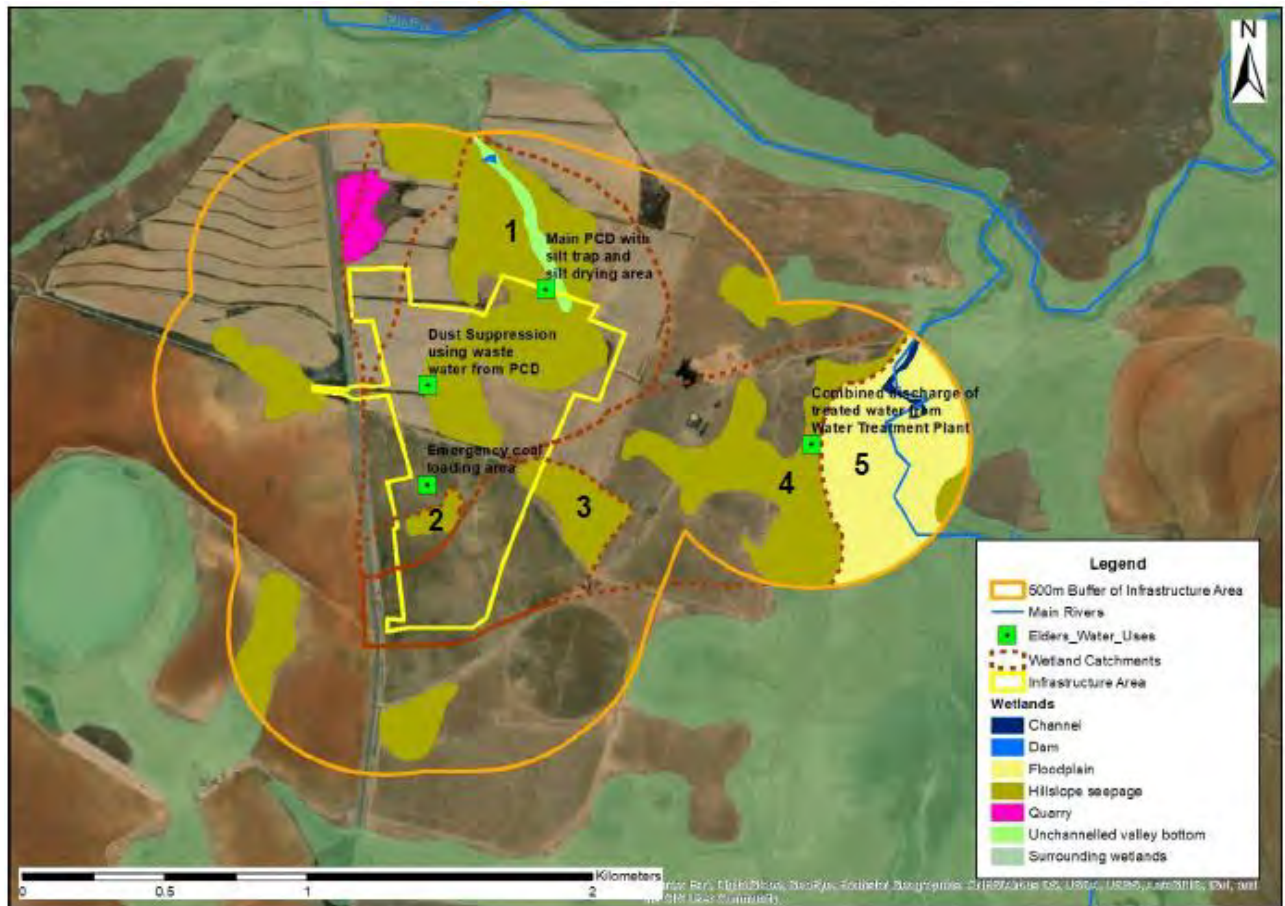 N
1
Main PCD with
silt trap and
silt drying area
Dust Suppression
using waste
water from PCD
Combined discharge of
treated water from
Water Treatment Plant
Emergency coal
loading area
2
3
4
5
Legend
500m Buffer of Infrastructure Area
Main Rivers
Elders_Water_Uses
Wetland Catchments
Infrastructure Area
Wetlands
Channel
Dam
Floodplain
Hillslope seepage
Quarry
Unchannelled valley bottom
Surrounding wetlands
Kilometers
0 0.5 1 2